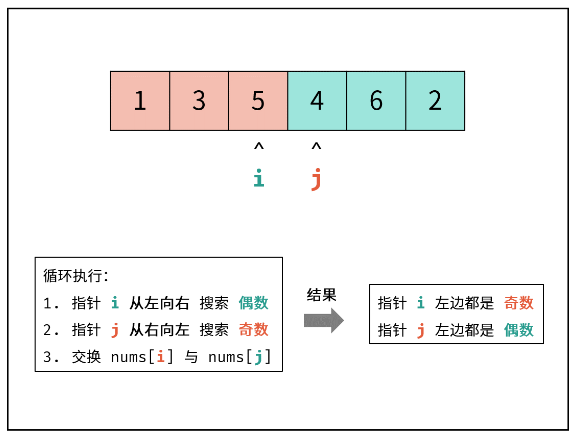 1 3 5 4 6 2
^ ^
i j
循环执行:
1. 指针 i 从左向右 搜索 偶数
2. 指针 j 从右向左 搜索 奇数
3. 交换 nums[i] 与 nums[j]
结果
指针 i 左边都是 奇数
指针 j 左边都是 偶数